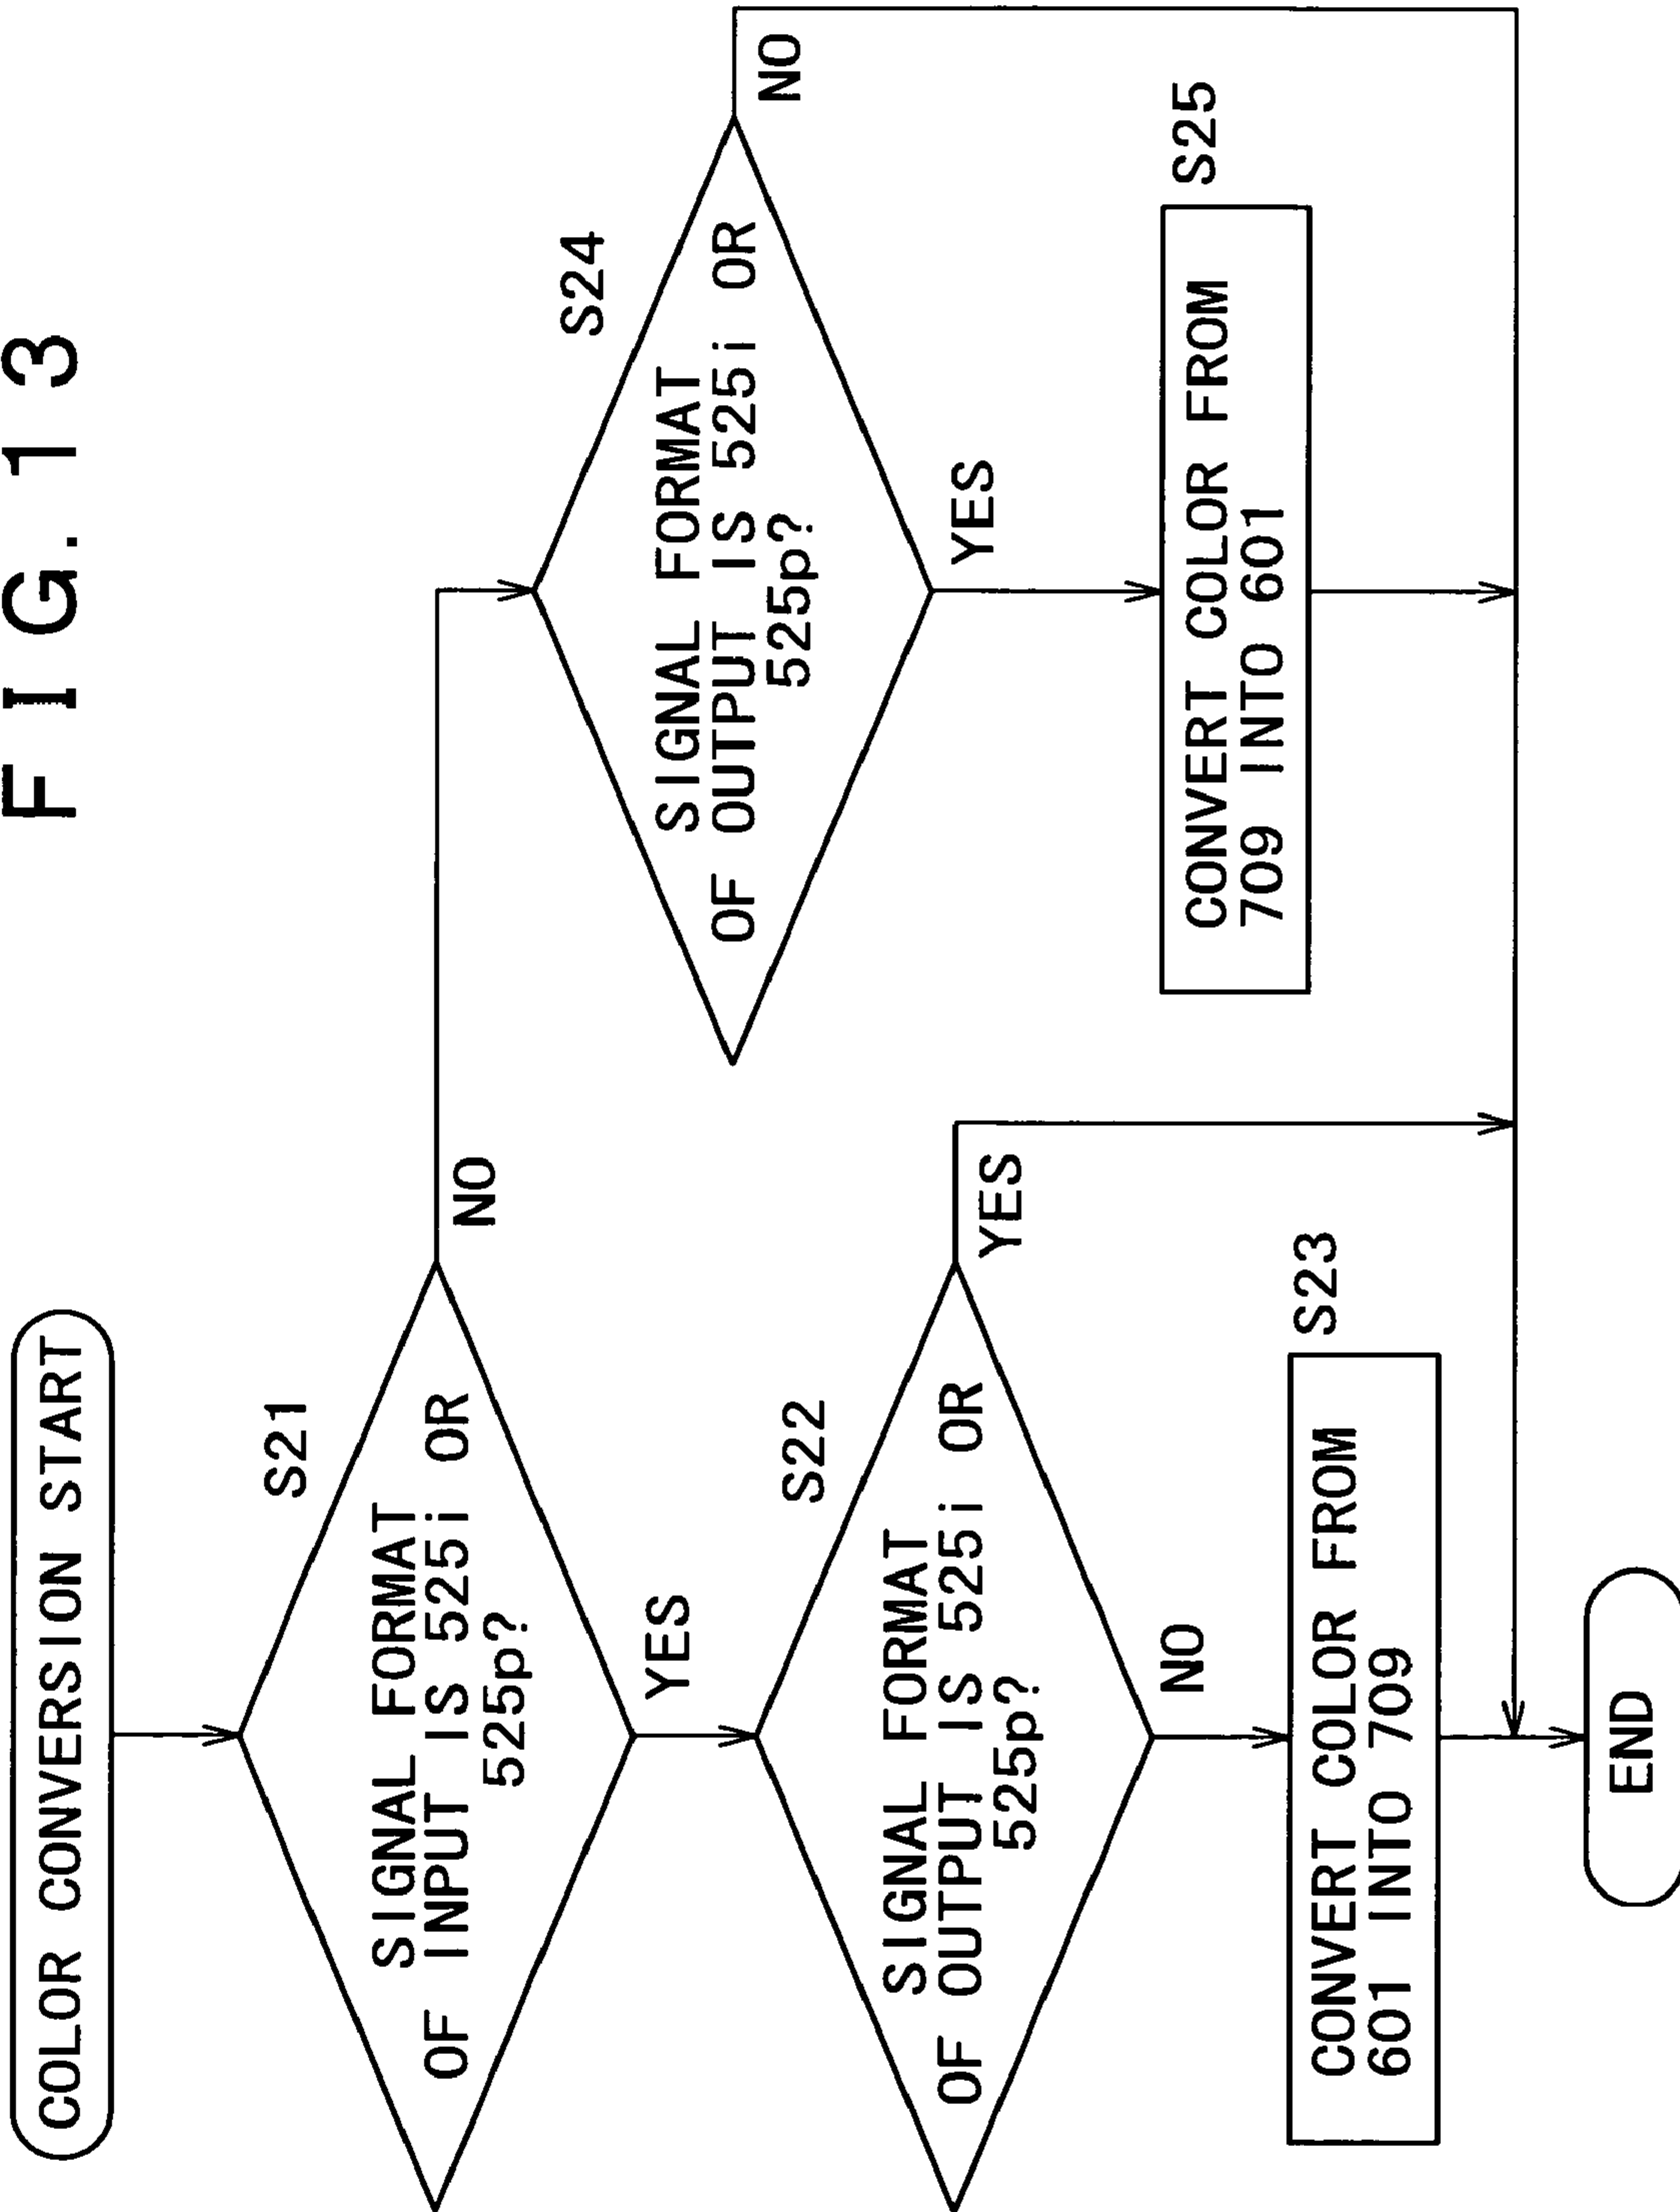 FIG. 13
COLOR CONVERSION START
S21
SIGNAL FORMAT
OF INPUT IS 525i OR
525p?
NO
YES
S22
SIGNAL FORMAT
OF OUTPUT IS 525i OR
525p?
YES
NO
S23
CONVERT COLOR FROM
601 INTO 709
S24
SIGNAL FORMAT
OF OUTPUT IS 525i OR
525p?
NO
YES
S25
CONVERT COLOR FROM
709 INTO 601
END